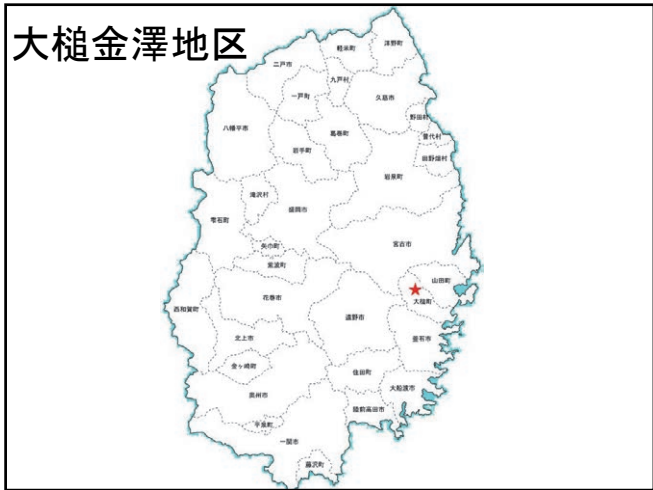 大槌金澤地区
軽米町
洋野町
二戸市
九戸村
一戸町
久慈市
野田村
八幡平市
葛巻町
普代村
岩手町
田野畑村
岩泉町
滝沢村
盛岡市
雫石町
宮古市
矢巾町
紫波町
山田町
花巻市
大槌町
西和賀町
遠野市
北上市
釜石市
金ヶ崎町
住田町
大船渡市
奥州市
陸前高田市
平泉町
一関市
藤沢町